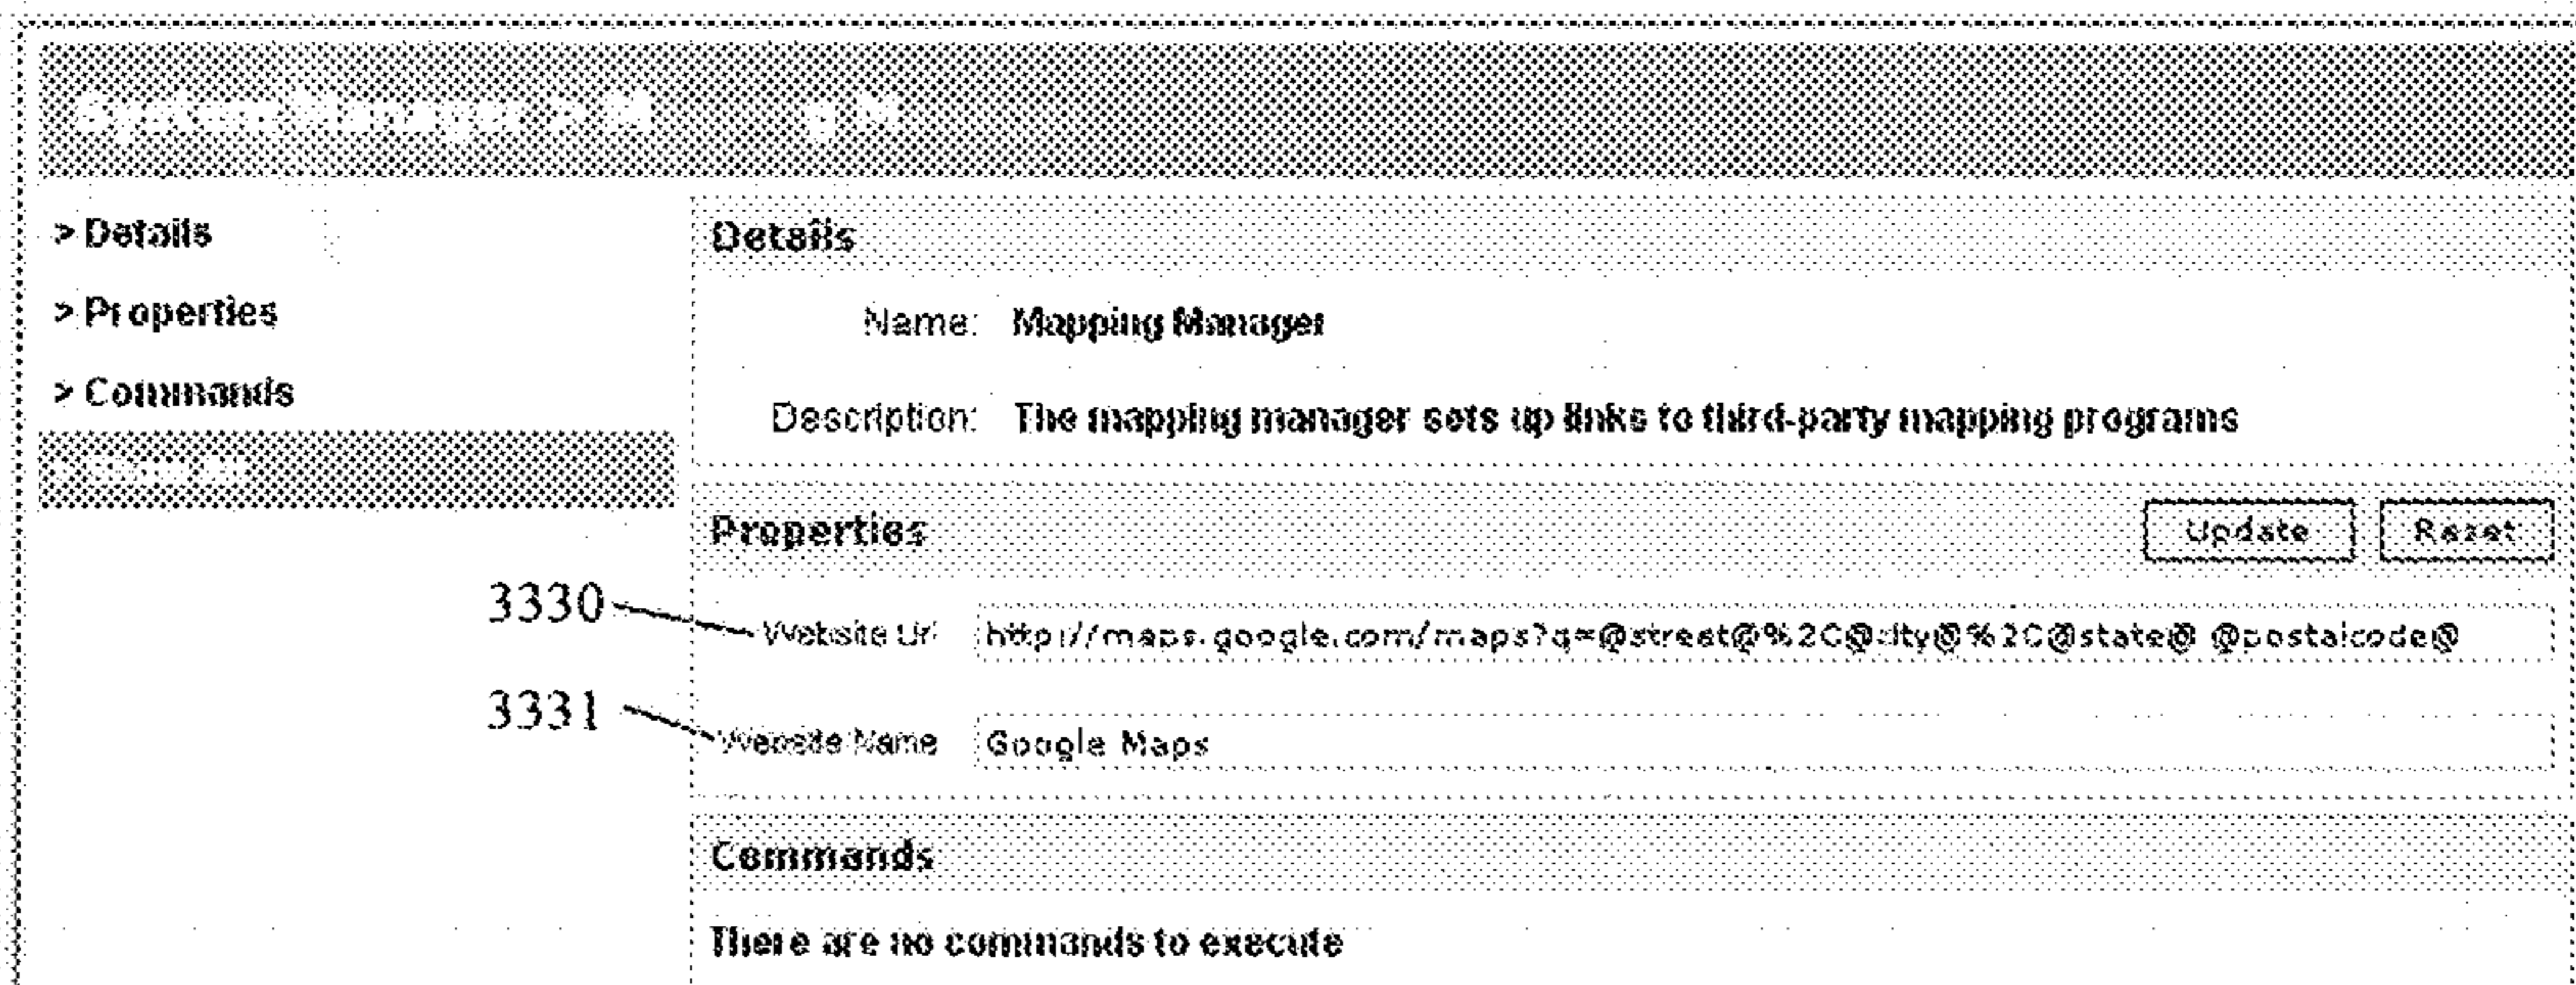 System Manager >
> Details
> Properties
> Commands
Details
Name: Mapping Manager
Description: The mapping manager sets up links to third-party mapping programs
Properties
Update Reset
3330
Website Url http://maps.google.com/maps?q=@street@%2C@city@%2C@state@ @postalcode@
3331
Website Name Google Maps
Commands
There are no commands to execute